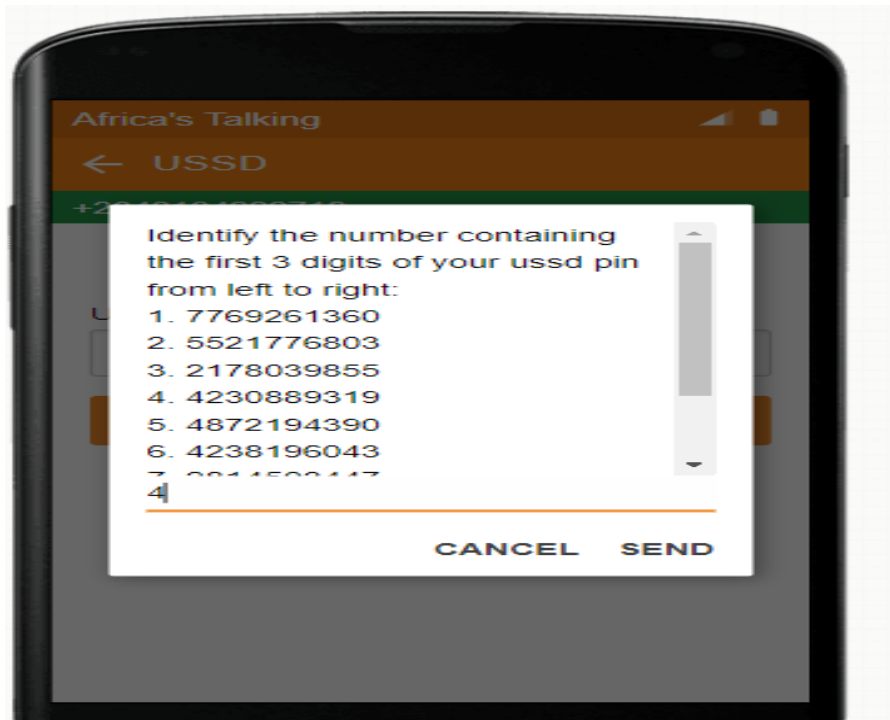 Africa's Talking
USSD
Identify the number containing
the first 3 digits of your ussd pin
from left to right:
1. 7769261360
2. 5521776803
3. 2178039855
4. 4230889319
5. 4872194390
6. 4238196043
4
CANCEL SEND